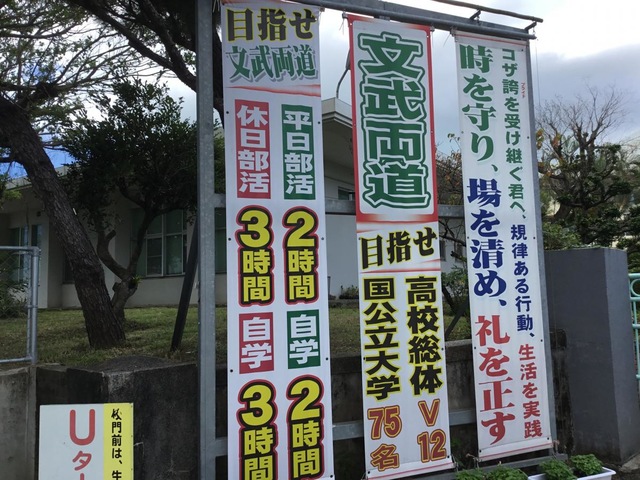 目指せ
文武両道
平日部活
2時間
自学
2時間
休日部活
3時間
自学
3時間
文武両道
目指せ
高校総体
V12
国公立大学
75名
コザ誇を受け継ぐ君へ、規律ある行動、生活を実践
時を守り、場を清め、礼を正す
門前は、生
Uター